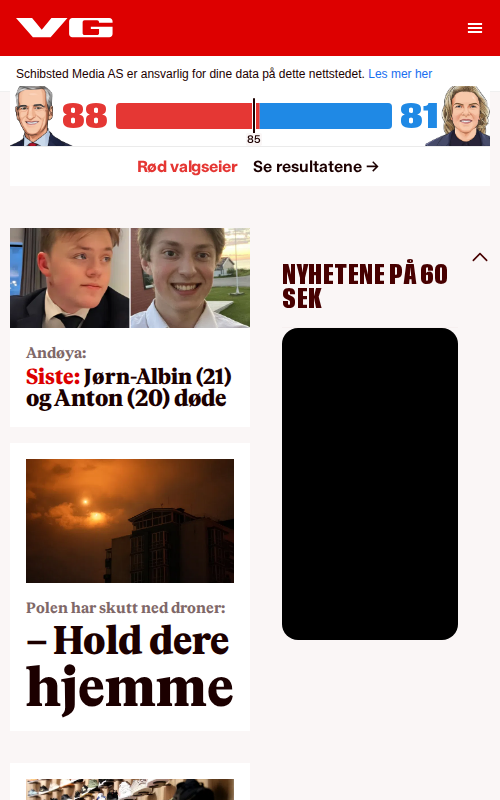 VG
Schibsted Media AS er ansvarlig for dine data på dette nettstedet. Les mer her
88
81
85
Rød valgseier
Se resultatene →
Andøya:
Siste: Jørn-Albin (21)
og Anton (20) døde
Polen har skutt ned droner:
– Hold dere
hjemme
NYHETENE PÅ 60
SEK